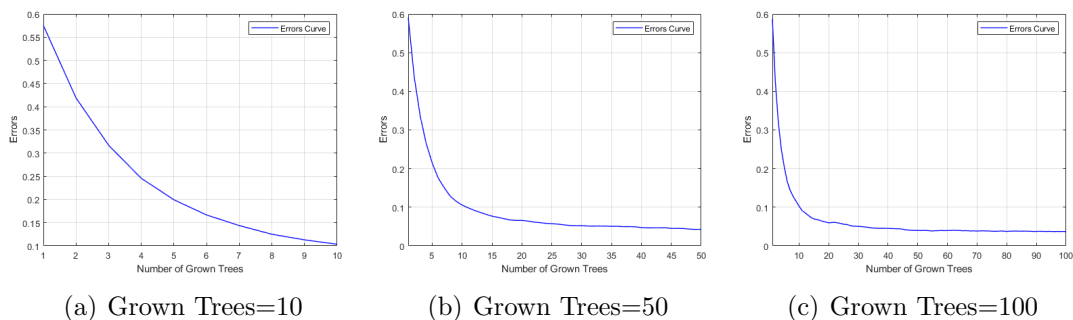 0.6
0.55
0.5
0.45
0.4
0.35
0.3
0.25
0.2
0.15
0.1
Errors
Errors Curve
1 2 3 4 5 6 7 8 9 10
Number of Grown Trees
(a) Grown Trees=10
0.6
0.5
0.4
0.3
0.2
0.1
0
Errors
Errors Curve
5 10 15 20 25 30 35 40 45 50
Number of Grown Trees
(b) Grown Trees=50
0.6
0.5
0.4
0.3
0.2
0.1
0
Errors
Errors Curve
10 20 30 40 50 60 70 80 90 100
Number of Grown Trees
(c) Grown Trees=100